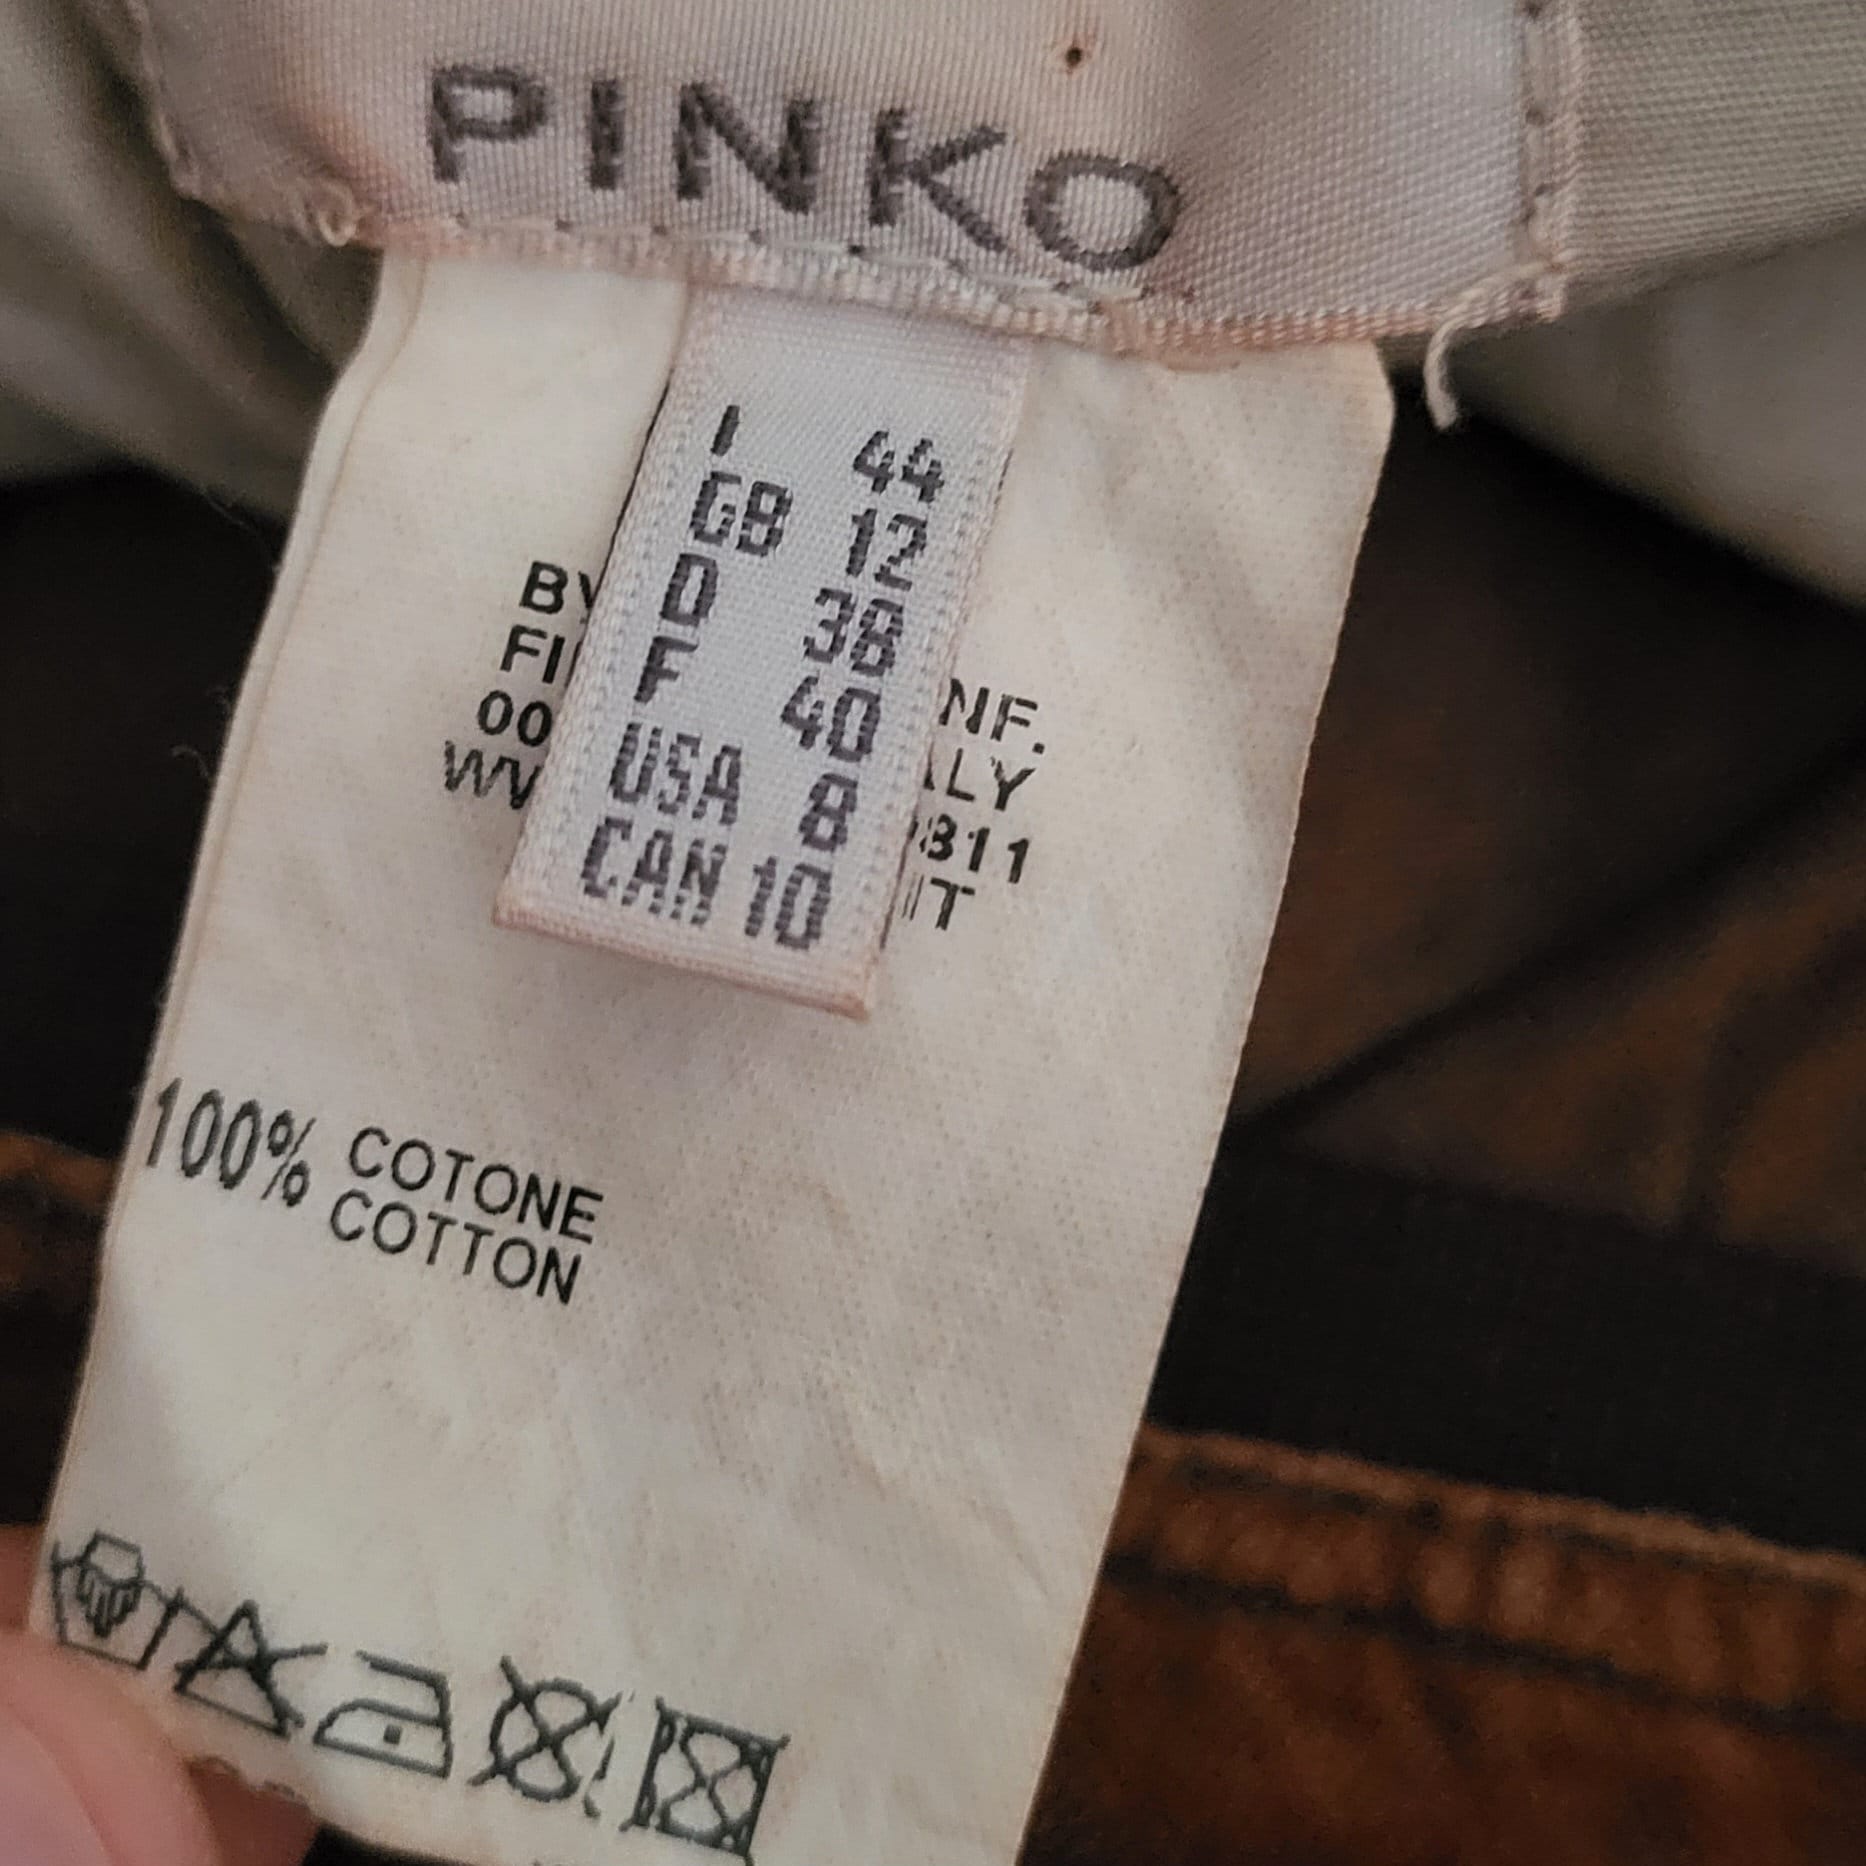 PINKO
I 44
GB 12
D 38
F 40
USA 8
CAN 10
100% COTONE
COTTON